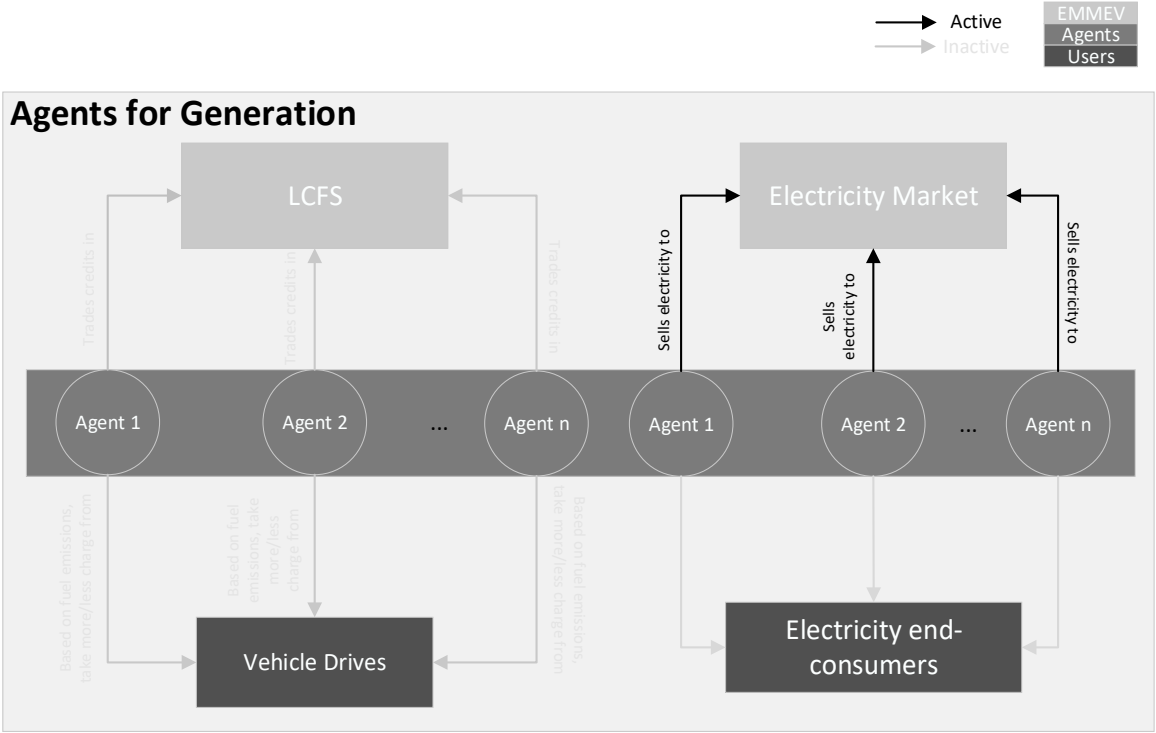 Active
Inactive
EMMEV
Agents
Users
Agents for Generation
LCFS
Electricity Market
Trades credits in
Trades credits in
Trades credits in
Sells electricity to
Sells
electricity to
Sells electricity to
Agent 1
Agent 2
...
Agent n
Agent 1
Agent 2
...
Agent n
Based on fuel emissions,
take more/less charge from
Based on fuel
emissions, take
more/less
charge from
Based on fuel emissions,
take more/less charge from
Vehicle Drives
Electricity end-
consumers